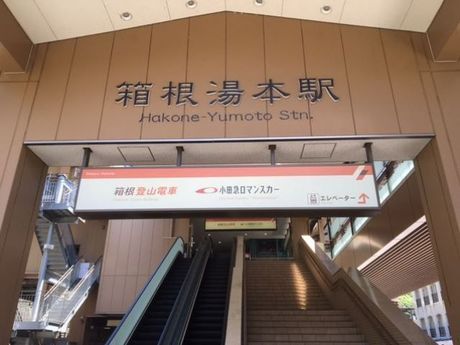 箱根湯本駅
Hakone-Yumoto Stn.
箱根登山電車 小田急ロマンスカー エレベーター